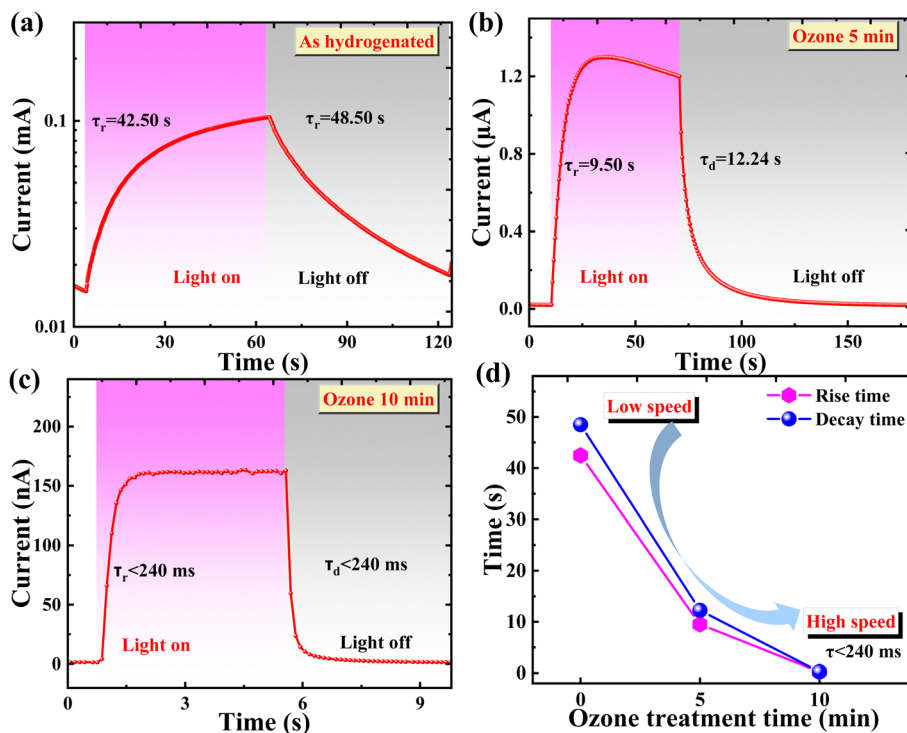 (a)
As hydrogenated
τr=42.50 s
τr=48.50 s
Light on
Light off
0.1
0.01
Current (mA)
0 30 60 90 120
Time (s)
(b)
Ozone 5 min
τr=9.50 s
τd=12.24 s
Light on
Light off
1.2
0.8
0.4
0.0
Current (μA)
0 50 100 150
Time (s)
(c)
Ozone 10 min
τr<240 ms
τd<240 ms
Light on
Light off
200
150
100
50
0
Current (nA)
0 3 6 9
Time (s)
(d)
Low speed
Rise time
Decay time
High speed
τ<240 ms
50
40
30
20
10
0
Time (s)
0 5 10
Ozone treatment time (min)